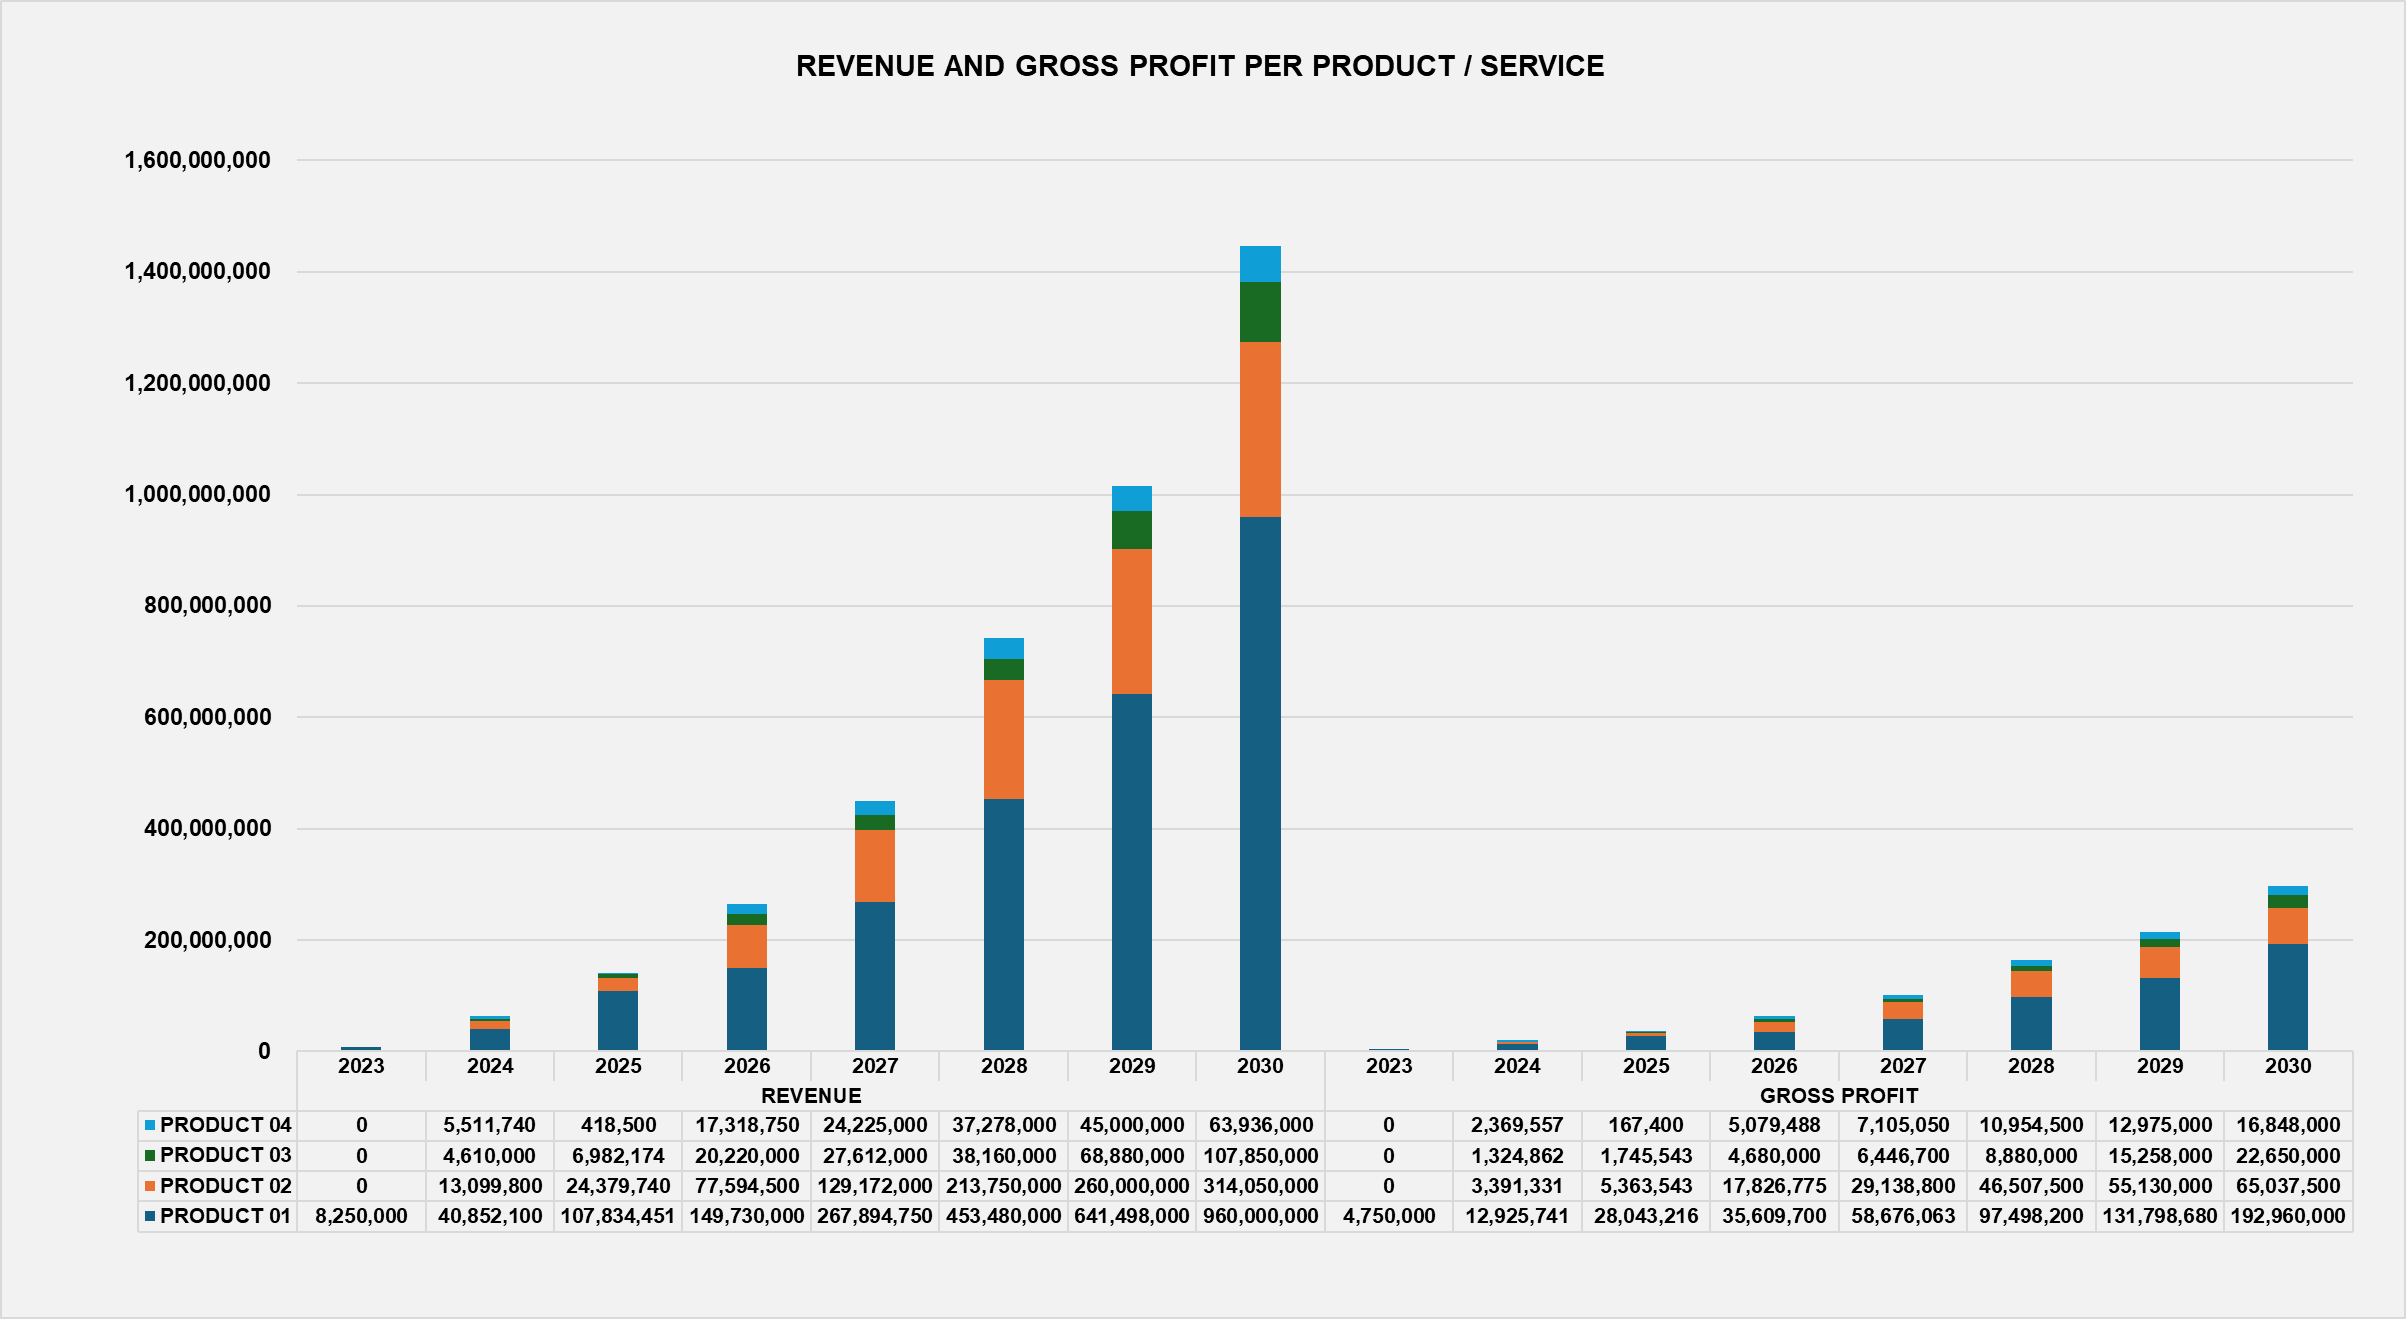 REVENUE AND GROSS PROFIT PER PRODUCT / SERVICE
1,600,000,000
1,400,000,000
1,200,000,000
1,000,000,000
800,000,000
600,000,000
400,000,000
200,000,000
0
2023 2024 2025 2026 2027 2028 2029 2030 2023 2024 2025 2026 2027 2028 2029 2030
REVENUE GROSS PROFIT
PRODUCT 04 0 5,511,740 418,500 17,318,750 24,225,000 37,278,000 45,000,000 63,936,000 0 2,369,557 167,400 5,079,488 7,105,050 10,954,500 12,975,000 16,848,000
PRODUCT 03 0 4,610,000 6,982,174 20,220,000 27,612,000 38,160,000 68,880,000 107,850,000 0 1,324,862 1,745,543 4,680,000 6,446,700 8,880,000 15,258,000 22,650,000
PRODUCT 02 0 13,099,800 24,379,740 77,594,500 129,172,000 213,750,000 260,000,000 314,050,000 0 3,391,331 5,363,543 17,826,775 29,138,800 46,507,500 55,130,000 65,037,500
PRODUCT 01 8,250,000 40,852,100 107,834,451 149,730,000 267,894,750 453,480,000 641,498,000 960,000,000 4,750,000 12,925,741 28,043,216 35,609,700 58,676,063 97,498,200 131,798,680 192,960,000